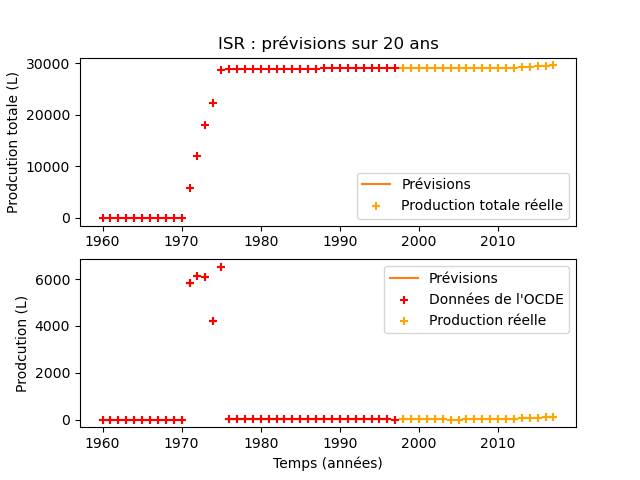 ISR : prévisions sur 20 ans
Prodcution totale (L)
30000
20000
10000
0
Prévisions
Production totale réelle
1960 1970 1980 1990 2000 2010
Prodcution (L)
6000
4000
2000
0
Prévisions
Données de l'OCDE
Production réelle
1960 1970 1980 1990 2000 2010
Temps (années)